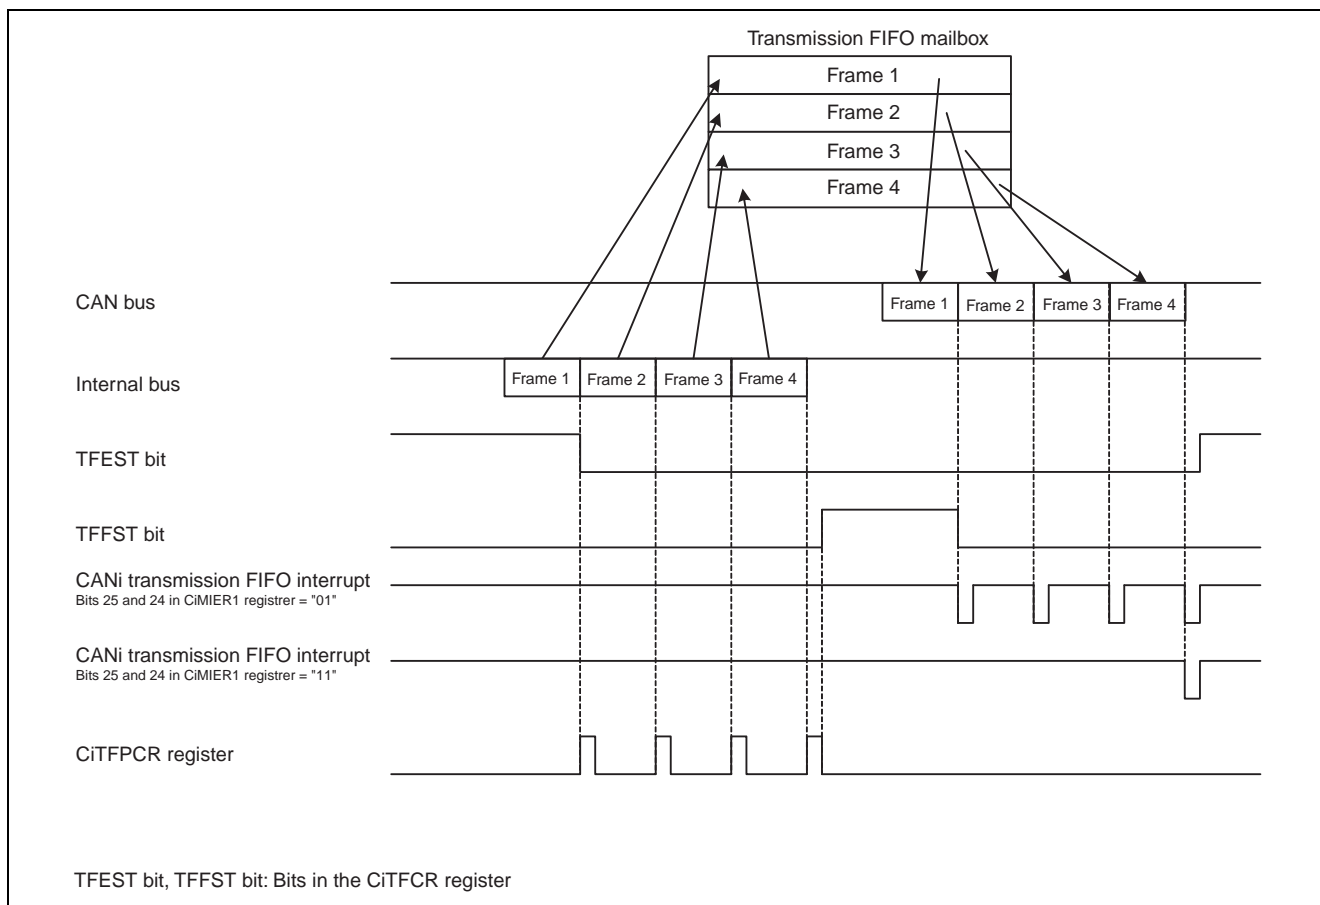 Transmission FIFO mailbox
Frame 1
Frame 2
Frame 3
Frame 4
CAN bus
Frame 1 Frame 2 Frame 3 Frame 4
Internal bus
Frame 1 Frame 2 Frame 3 Frame 4
TFEST bit
TFFST bit
CANi transmission FIFO interrupt
Bits 25 and 24 in CiMIER1 registrer = "01"
CANi transmission FIFO interrupt
Bits 25 and 24 in CiMIER1 registrer = "11"
CiTFPCR register
TFEST bit, TFFST bit: Bits in the CiTFCR register